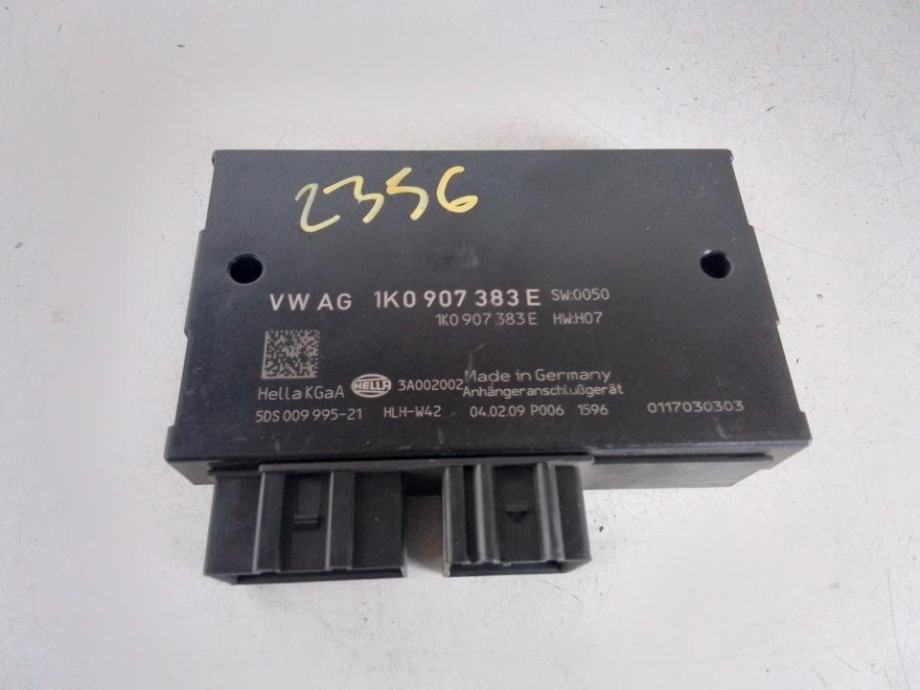 2356
VW AG 1K0 907 383 E SW:0050
1K0 907 383 E HW:H07
Hella KGaA HELLA 3A002002 Made in Germany
Anhängeranschlußgerät
5DS 009 995-21 HLH-W42 04.02.09 P006 1596 0117030303